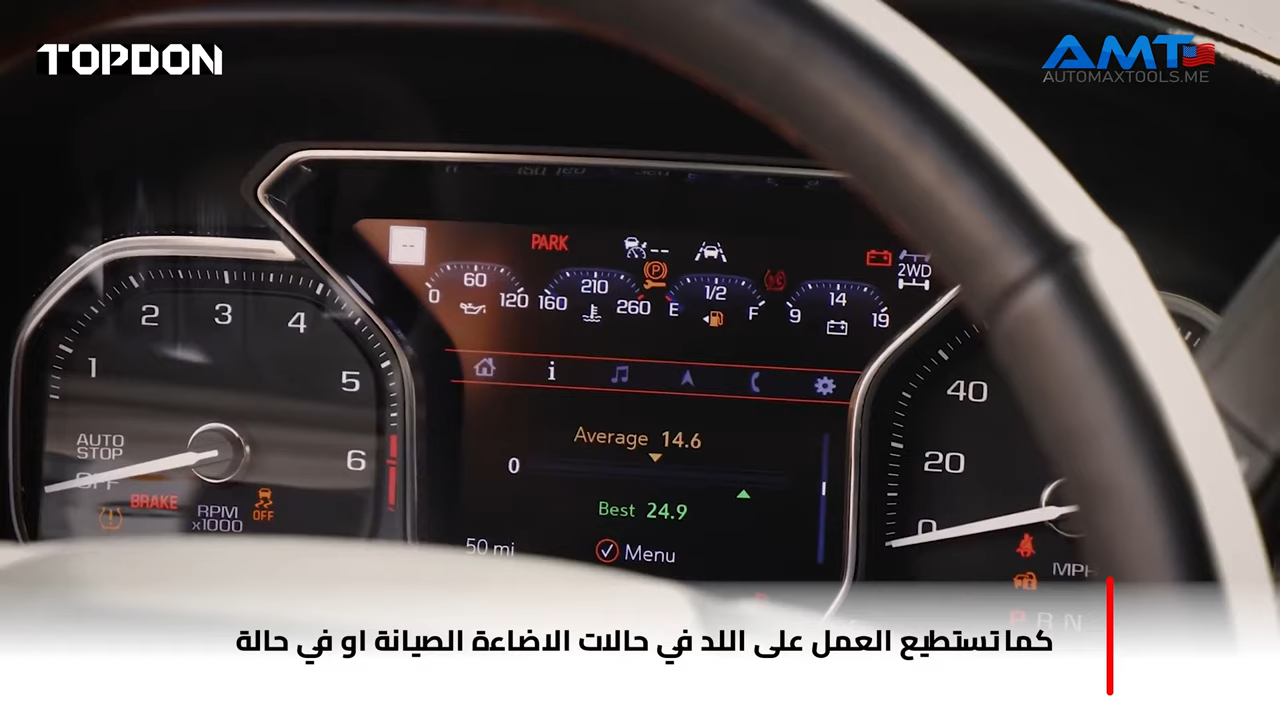 TOPDON
AMT
AUTOMAXTOOLS.ME
--
PARK
--
2WD
0 60 120
160 210 260
E 1/2 F
9 14 19
1 2 3 4 5 6
AUTO
STOP
OFF
BRAKE
RPM
x1000
OFF
i
Average 14.6
0
Best 24.9
50 mi
Menu
40
20
0
MPH
P R N
كما تستطيع العمل على اللد في حالات الاضاءة الصيانة او في حالة